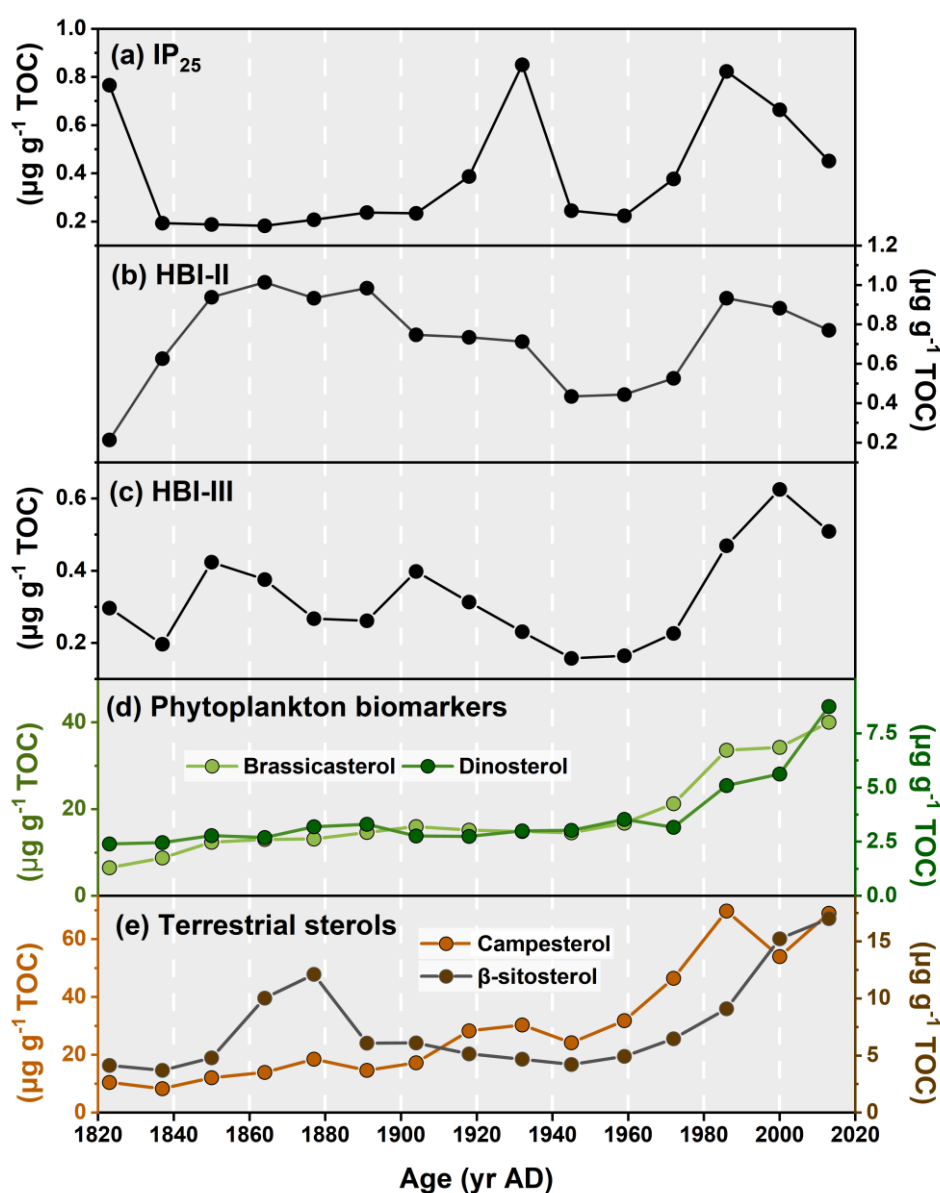 (a) IP25
(µg g-1 TOC)
1.0
0.8
0.6
0.4
0.2
(b) HBI-II
(µg g-1 TOC)
1.2
1.0
0.8
0.6
0.4
0.2
(c) HBI-III
(µg g-1 TOC)
0.6
0.4
0.2
(d) Phytoplankton biomarkers
Brassicasterol Dinosterol
(µg g-1 TOC)
40
20
0
(µg g-1 TOC)
7.5
5.0
2.5
0.0
(e) Terrestrial sterols
Campesterol
β-sitosterol
(µg g-1 TOC)
60
40
20
0
(µg g-1 TOC)
15
10
5
0
1820 1840 1860 1880 1900 1920 1940 1960 1980 2000 2020
Age (yr AD)